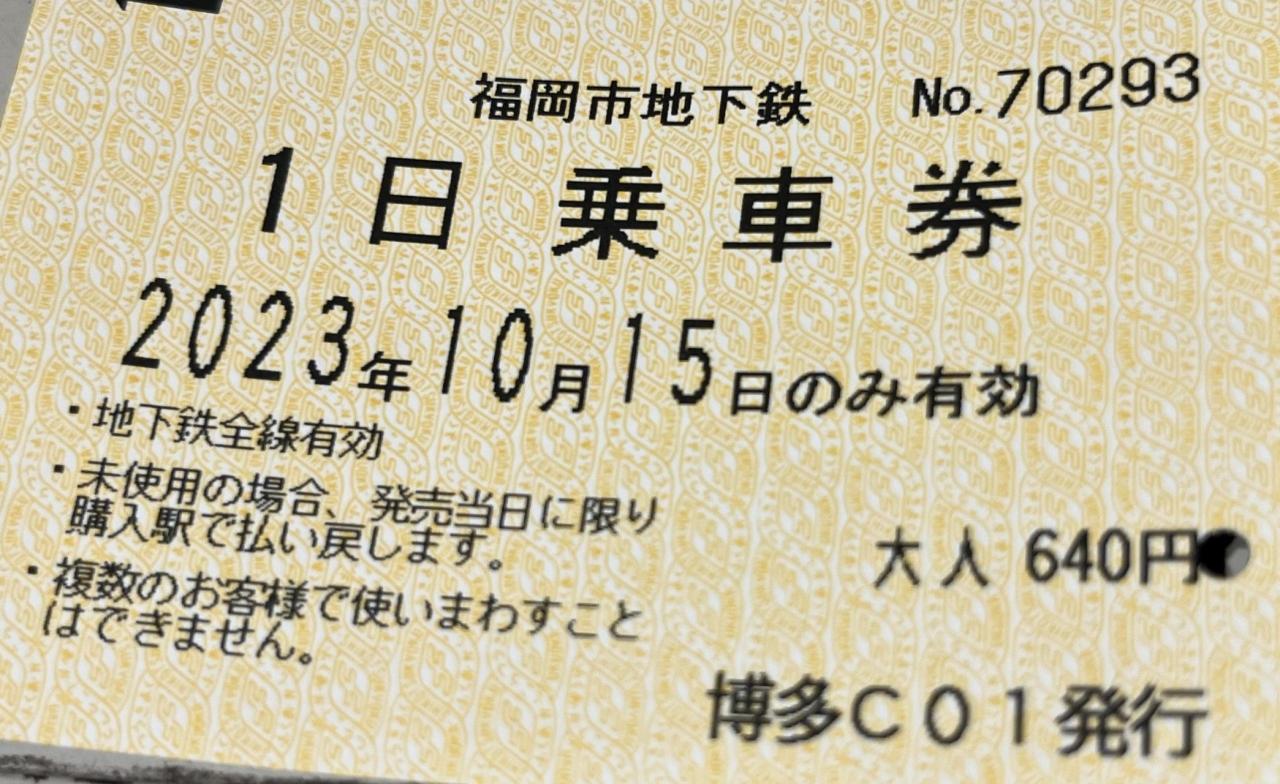 福岡市地下鉄 No.70293
1日乗車券
2023年10月15日のみ有効
・地下鉄全線有効
・未使用の場合、発売当日に限り
購入駅で払い戻します。
・複数のお客様で使いまわすこと
はできません。
大人 640円
博多C01発行